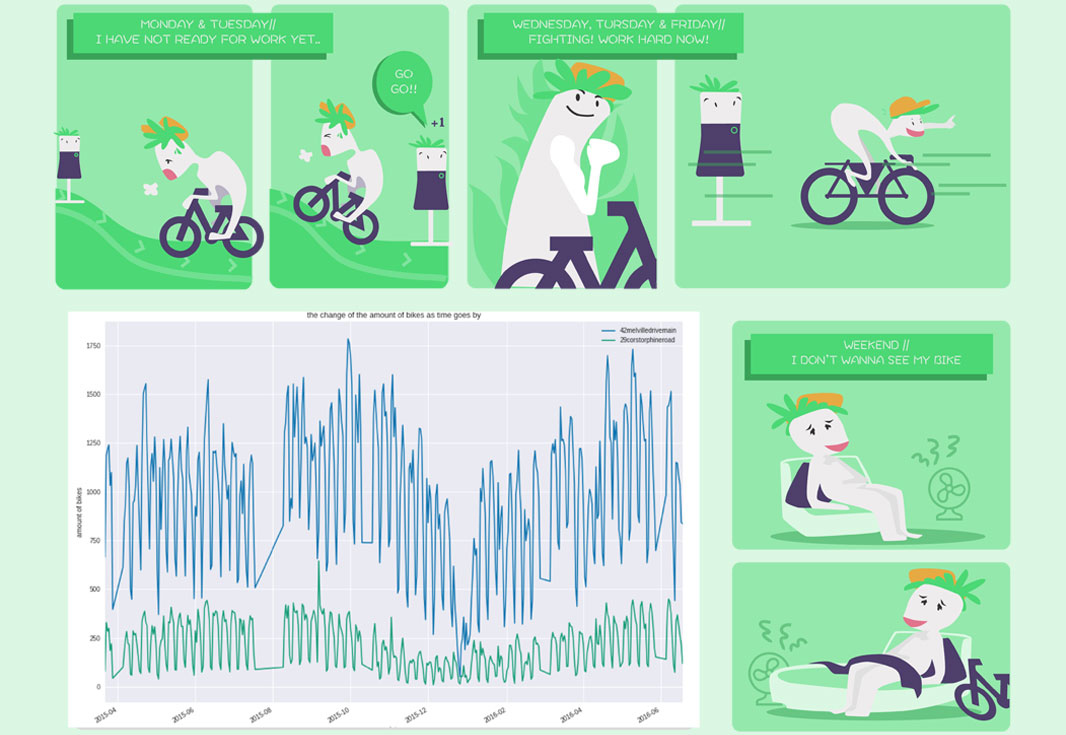 MONDAY & TUESDAY//
I HAVE NOT READY FOR WORK YET..
GO
GO!!
+1
WEDNESDAY, TURSDAY & FRIDAY//
FIGHTING! WORK HARD NOW!
the change of the amount of bikes as time goes by
42melvilledrivemain
29corstorphineroad
amount of bikes
1750
1500
1250
1000
750
500
250
0
2015-04
2015-06
2015-08
2015-10
2015-12
2016-02
2016-04
2016-06
WEEKEND //
I DON'T WANNA SEE MY BIKE